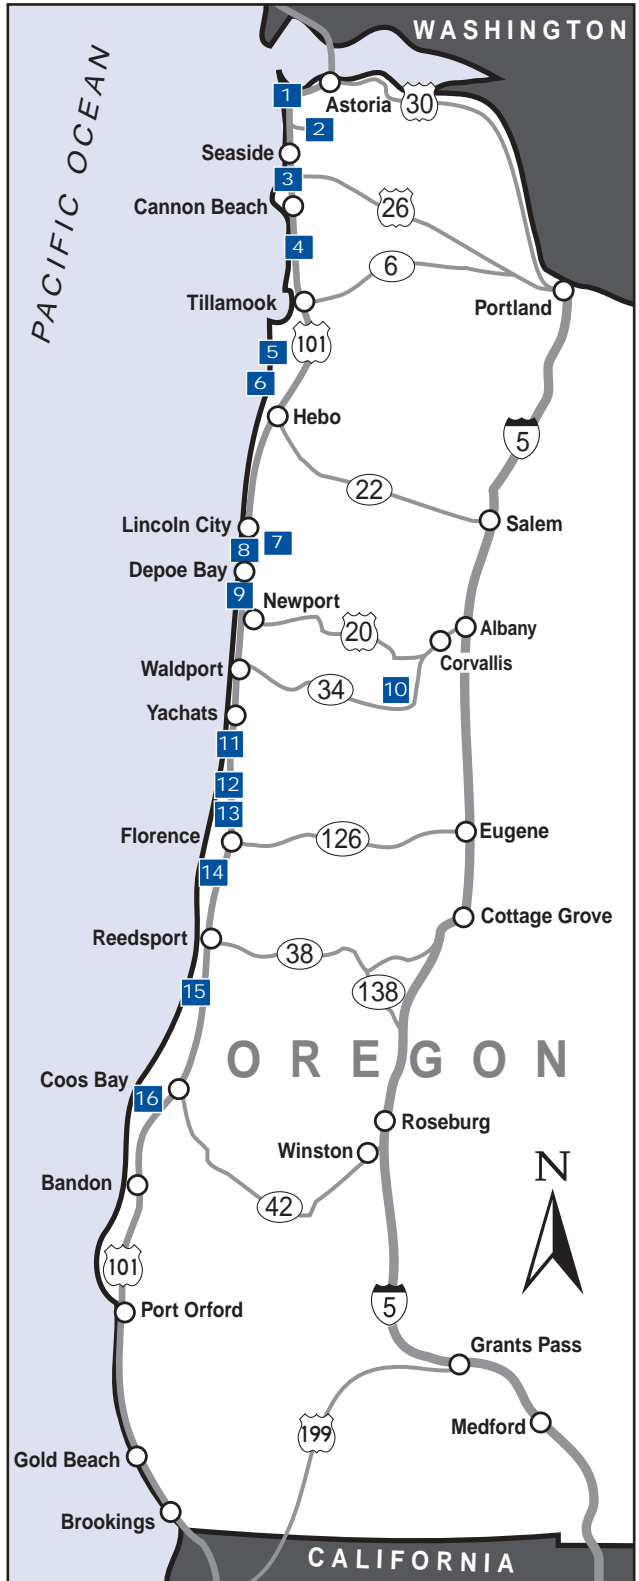 WASHINGTON
PACIFIC OCEAN
1
Astoria
30
2
Seaside
3
Cannon Beach
26
4
6
Tillamook
Portland
101
5
6
Hebo
5
22
Lincoln City
Salem
7
8
Depoe Bay
9
Newport
20
Albany
Corvallis
Waldport
34
10
Yachats
11
12
13
Florence
126
Eugene
14
Cottage Grove
Reedsport
38
138
15
OREGON
Coos Bay
16
Roseburg
Winston
N
Bandon
42
101
5
Port Orford
Grants Pass
199
Medford
Gold Beach
Brookings
CALIFORNIA